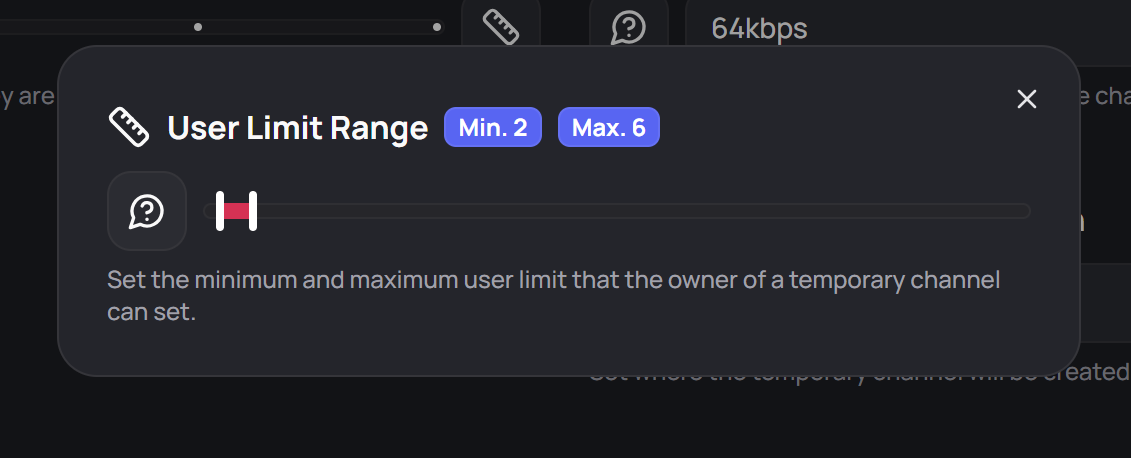 64kbps
y are
e cha
User Limit Range
Min. 2
Max. 6
Set the minimum and maximum user limit that the owner of a temporary channel
can set.
Set where the temporary channel will be created